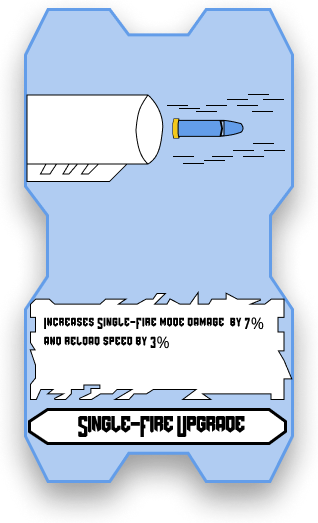 Increases Single-Fire mode damage by 7%
and reload speed by 3%
Single-Fire Upgrade